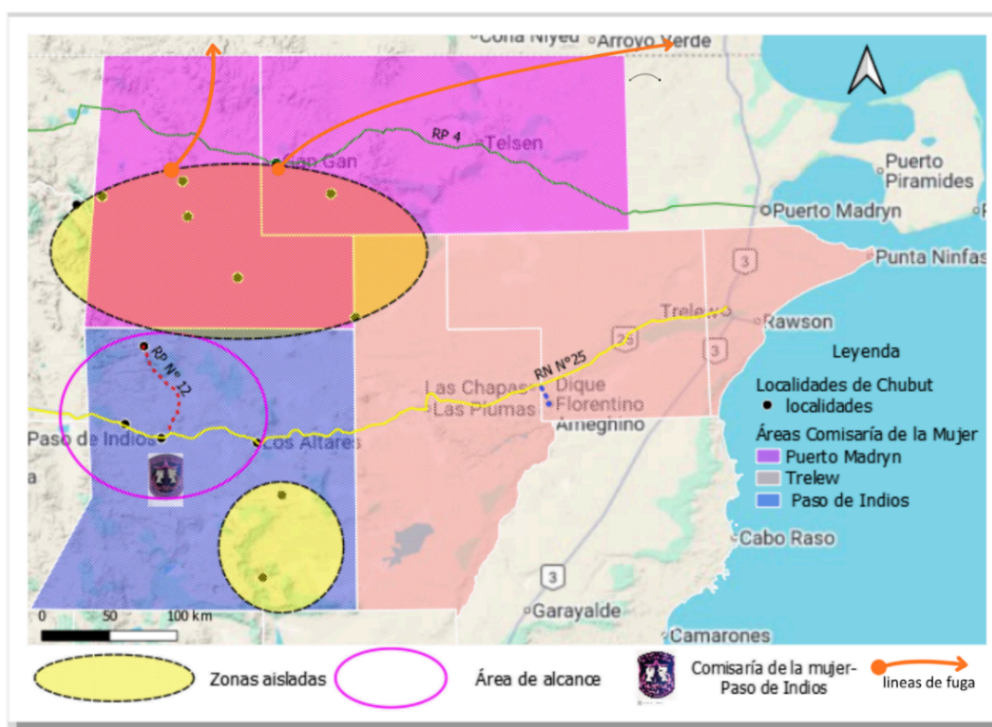 Cona Niyeu
Arroyo Verde
RP 4
Telsen
Gan Gan
Puerto
Piramides
Puerto Madryn
3
Punta Ninfas
Trelew
25
Rawson
RP N° 12
RN N°25
3
Las Chapas
Las Plumas
Dique
Florentino
Ameghino
Paso de Indios
Los Altares
a
3
Cabo Raso
Garayalde
Camarones
0 50 100 km
Leyenda
Localidades de Chubut
localidades
Áreas Comisaría de la Mujer
Puerto Madryn
Trelew
Paso de Indios
Zonas aisladas
Área de alcance
Comisaría de la mujer-
Paso de Indios
lineas de fuga